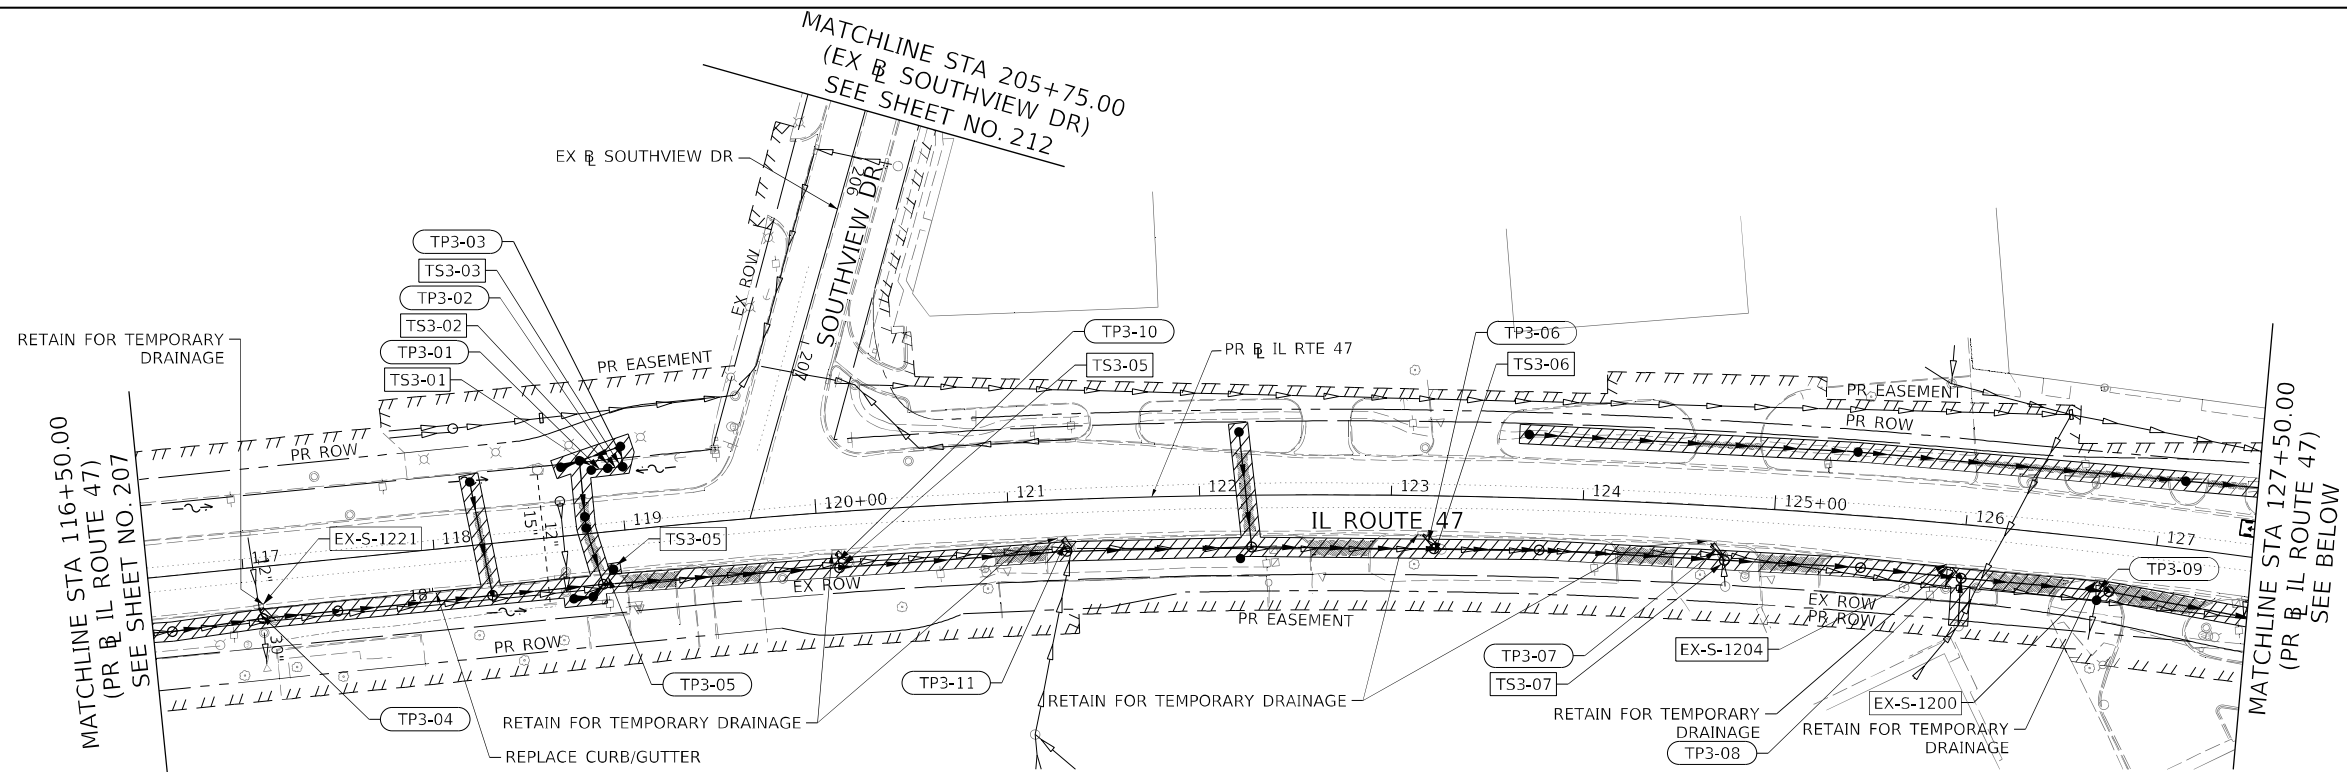 MATCHLINE STA 205+75.00
(EX BL SOUTHVIEW DR)
SEE SHEET NO. 212
EX BL SOUTHVIEW DR
206
SOUTHVIEW DR
207
EX ROW
TP3-03
TS3-03
TP3-02
TS3-02
TP3-01
TS3-01
RETAIN FOR TEMPORARY
DRAINAGE
PR EASEMENT
PR ROW
TP3-10
TS3-05
PR BL IL RTE 47
TP3-06
TS3-06
PR EASEMENT
PR ROW
MATCHLINE STA 116+50.00
(PR BL IL ROUTE 47)
SEE SHEET NO. 207
MATCHLINE STA 127+50.00
(PR BL IL ROUTE 47)
SEE BELOW
117
118
119
120+00
121
122
123
124
125+00
126
127
IL ROUTE 47
EX-S-1221
TS3-05
15"
12"
12"
18"
30"
EX ROW
PR ROW
PR EASEMENT
EX ROW
PR ROW
TP3-09
TP3-04
TP3-05
TP3-11
TP3-07
TS3-07
EX-S-1204
EX-S-1200
RETAIN FOR TEMPORARY DRAINAGE
RETAIN FOR TEMPORARY DRAINAGE
RETAIN FOR TEMPORARY
DRAINAGE
TP3-08
RETAIN FOR TEMPORARY
DRAINAGE
REPLACE CURB/GUTTER